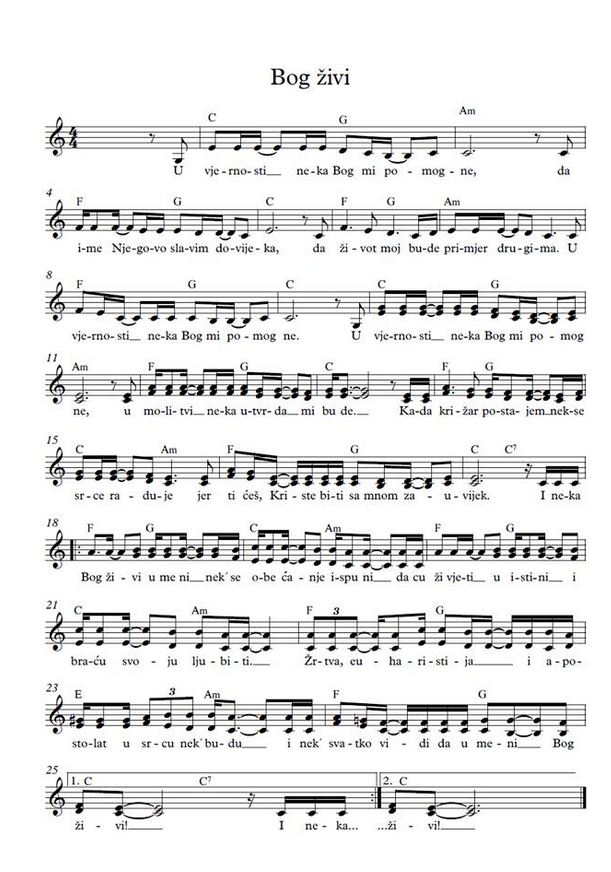 Bog živi
C G Am
U vje-rno-sti__ ne-ka Bog mi po-mog-ne, da
4
F G C F G Am
i-me Nje-go-vo sla-vim do-vije-ka, da ži-vot moj bu-de pri-mjer dru-gi-ma. U
8
F G C C G
vje-rno-sti__ ne-ka Bog mi po-mog ne. U vje-rno-sti__ ne-ka Bog mi po-mog
11
Am F G C F G
ne, u mo-li-tvi__ ne-ka u-tvr-da__ mi bu de.__ Ka-da kri-žar po-sta-jem__ nek-se
15
C Am F G C C7
sr-ce ra-du-je jer ti ćeš, Kri-ste bi-ti sa mnom za-u-vijek. I ne-ka
18
F G C Am F G
Bog ži-vi u me ni__ nek´se o-be ća-nje i-spu ni__ da cu ži vje-ti__ u i-sti-ni__ i
21
C Am F 3 G
bra-ću svo-ju lju-bi-ti.__ Žr-tva, eu-ha-ri-sti-ja____ i a-po-
23
E 3 Am F G
sto-lat u sr-cu nek´bu-du___ i nek´ sva-tko vi-di da u me-ni__ Bog
25
1. C C7 2. C
ži-vi!____ I ne-ka... ...ži-vi!____